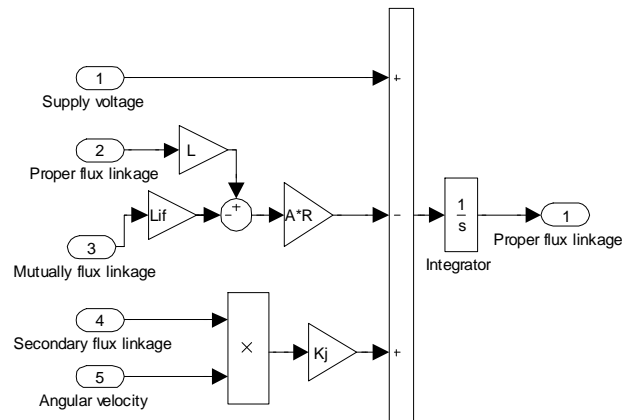 1
Supply voltage
+
2
L
Proper flux linkage
+
−
Lif
A*R
−
1
s
1
3
Proper flux linkage
Mutually flux linkage
Integrator
4
Secondary flux linkage
×
Kj
+
5
Angular velocity